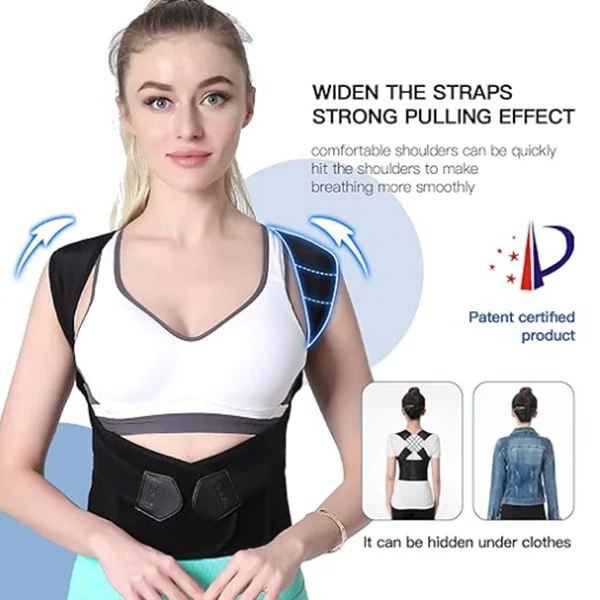 WIDEN THE STRAPS
STRONG PULLING EFFECT
comfortable shoulders can be quickly
hit the shoulders to make
breathing more smoothly
Patent certified
product
It can be hidden under clothes